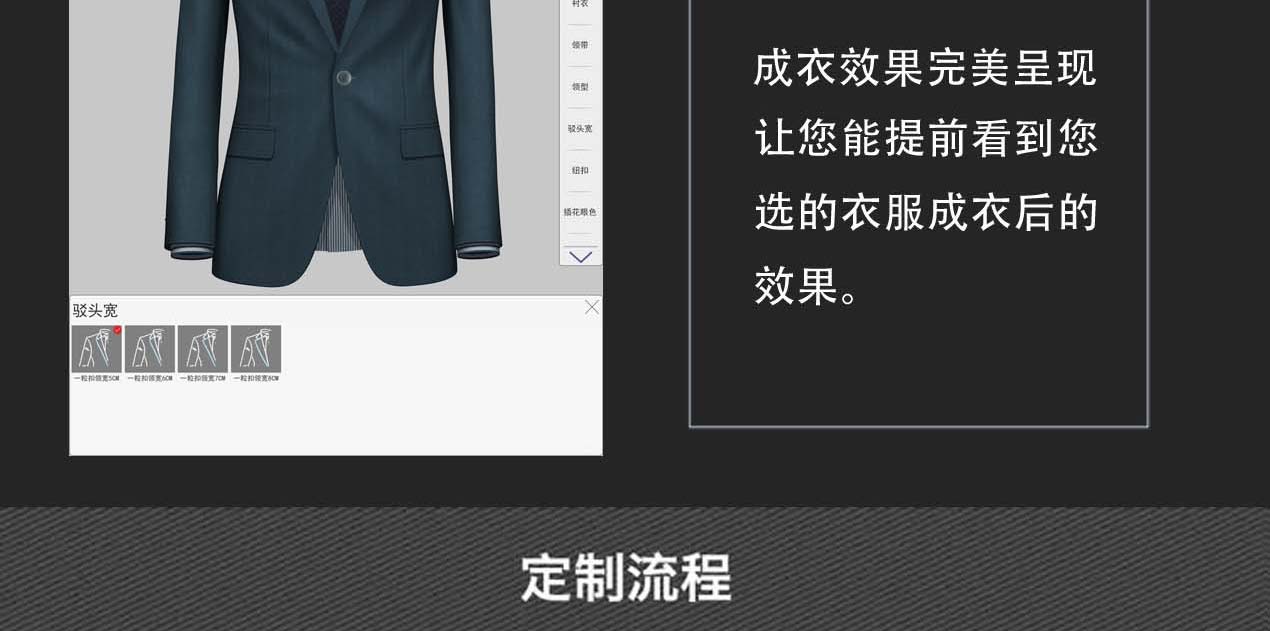 衬衣
领带
领型
驳头宽
纽扣
插花眼色
驳头宽
一粒扣领宽5CM
一粒扣领宽6CM
一粒扣领宽7CM
一粒扣领宽8CM
成衣效果完美呈现
让您能提前看到您
选的衣服成衣后的
效果。
定制流程